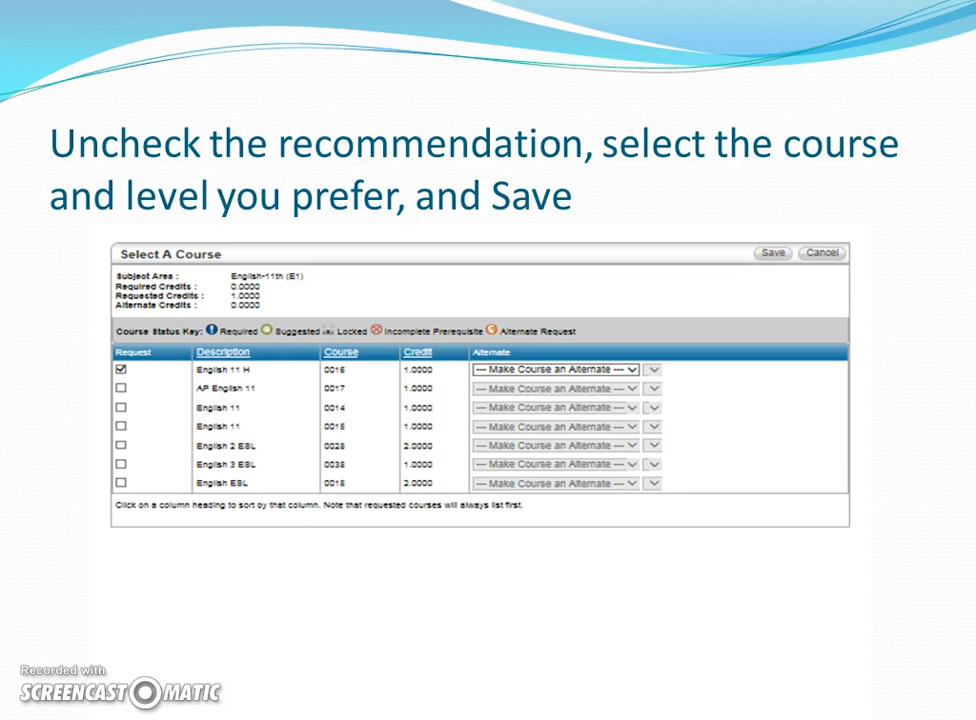 Uncheck the recommendation, select the course
and level you prefer, and Save
Select A Course Save Cancel
Subject Area : English-11th (E1)
Required Credits : 0.0000
Requested Credits : 1.0000
Alternate Credits : 0.0000
Course Status Key: Required Suggested Locked Incomplete Prerequisite Alternate Request
Request Description Course Credit Alternate
English 11 H 0016 1.0000 --- Make Course an Alternate ---
AP English 11 0017 1.0000 --- Make Course an Alternate ---
English 11 0014 1.0000 --- Make Course an Alternate ---
English 11 0015 1.0000 --- Make Course an Alternate ---
English 2 ESL 0028 2.0000 --- Make Course an Alternate ---
English 3 ESL 0038 1.0000 --- Make Course an Alternate ---
English ESL 0018 2.0000 --- Make Course an Alternate ---
Click on a column heading to sort by that column. Note that requested courses will always list first.
Recorded with
SCREENCAST MATIC